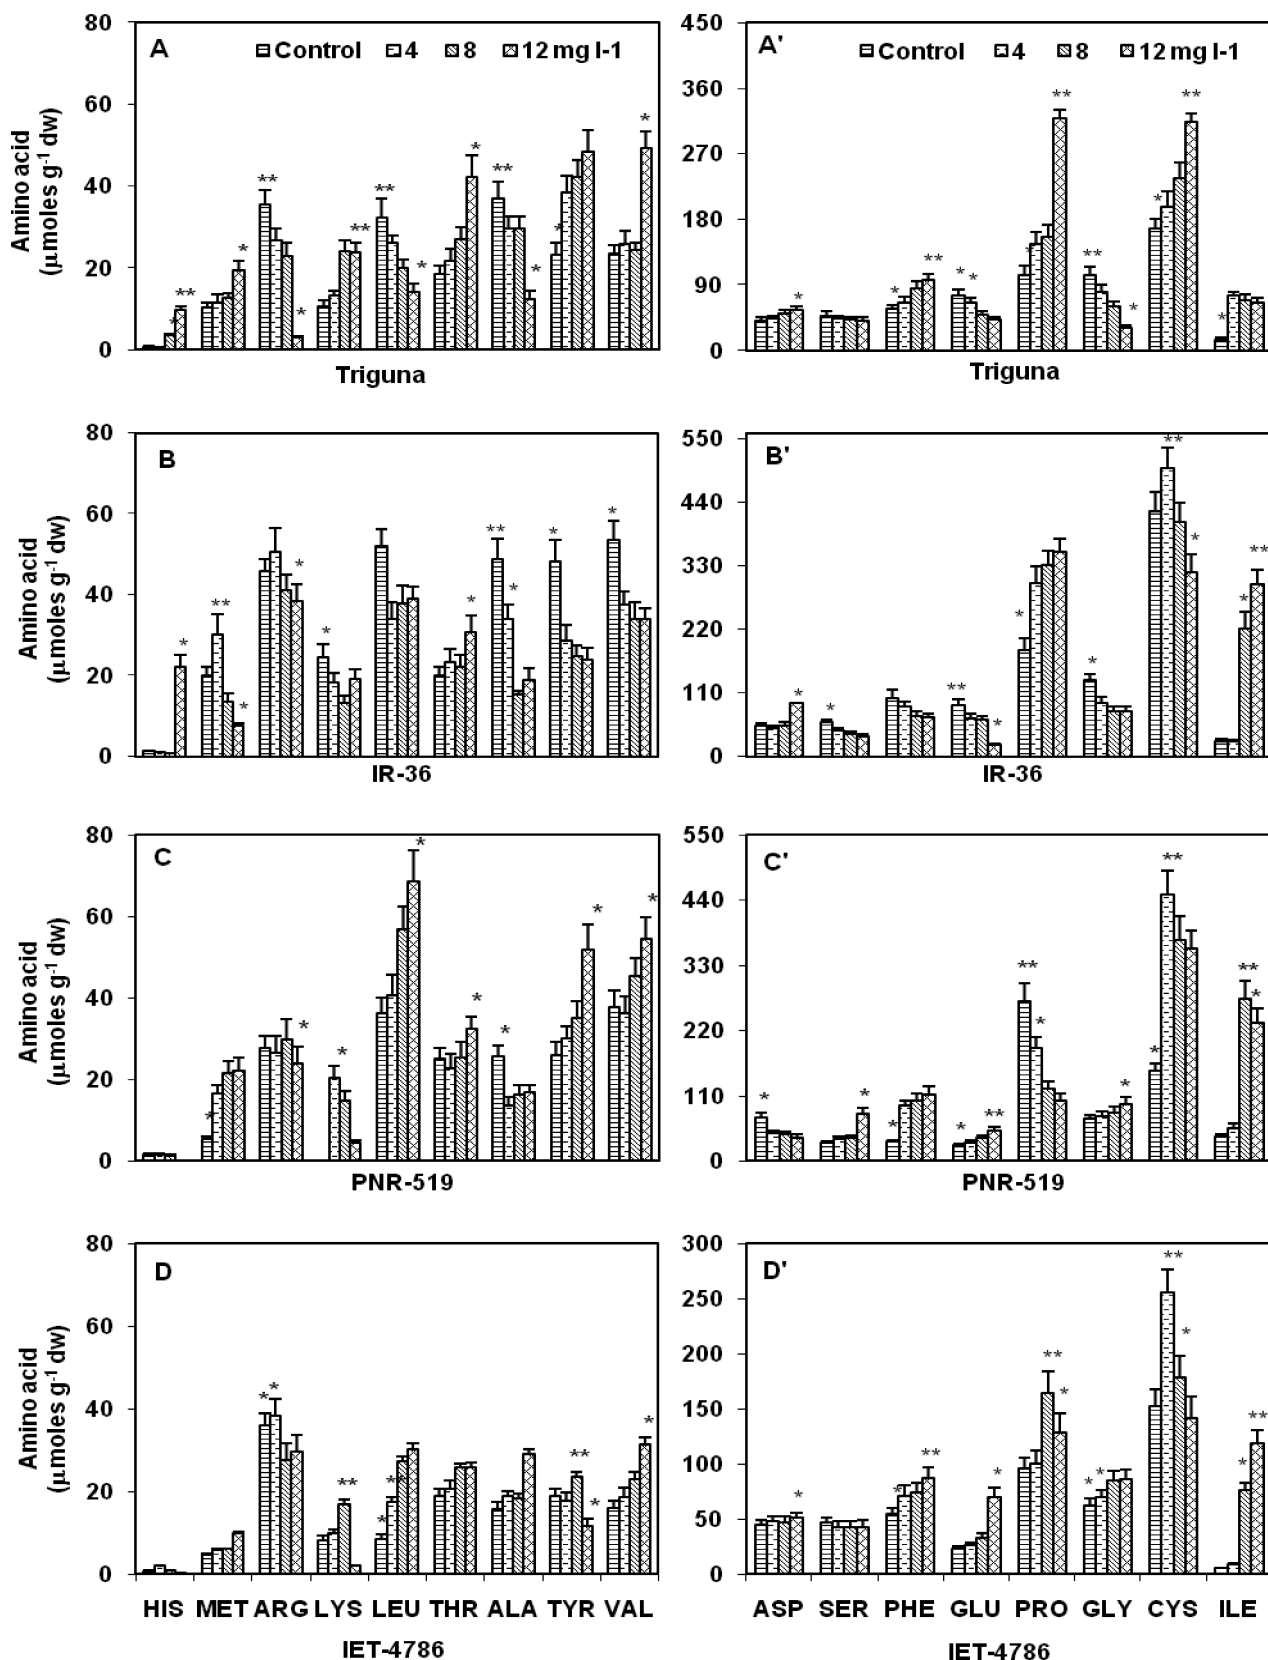 A
Control 4 8 12 mg l-1
80
60
40
20
0
Amino acid
(µmoles g-1 dw)
** * ** * ** ** ** * * ** * * *
Triguna
A'
Control 4 8 12 mg l-1
450
360
270
180
90
0
* * ** * * * ** ** * * ** *
Triguna
B
80
60
40
20
0
Amino acid
(µmoles g-1 dw)
* ** * * * * ** * * *
IR-36
B'
550
440
330
220
110
0
* * ** * * * ** * * **
IR-36
C
80
60
40
20
0
Amino acid
(µmoles g-1 dw)
* * * * * * * *
PNR-519
C'
550
440
330
220
110
0
* * * * ** ** * * * ** ** *
PNR-519
D
80
60
40
20
0
Amino acid
(µmoles g-1 dw)
* * ** * ** ** * *
HIS MET ARG LYS LEU THR ALA TYR VAL
IET-4786
D'
300
250
200
150
100
50
0
* * ** * ** * * * ** * * **
ASP SER PHE GLU PRO GLY CYS ILE
IET-4786